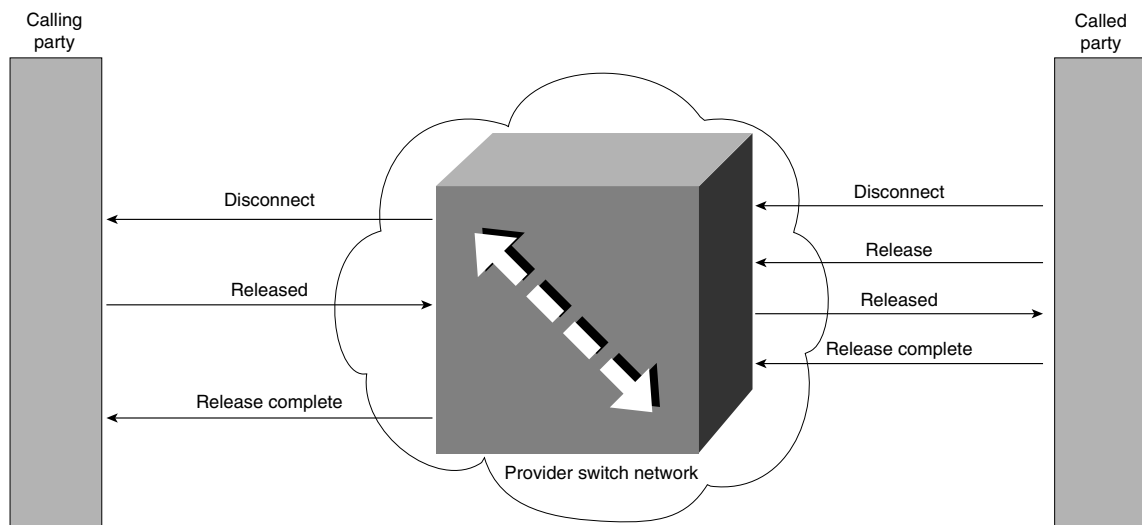 Calling
party
Called
party
Disconnect
Disconnect
Release
Released
Released
Release complete
Release complete
Provider switch network